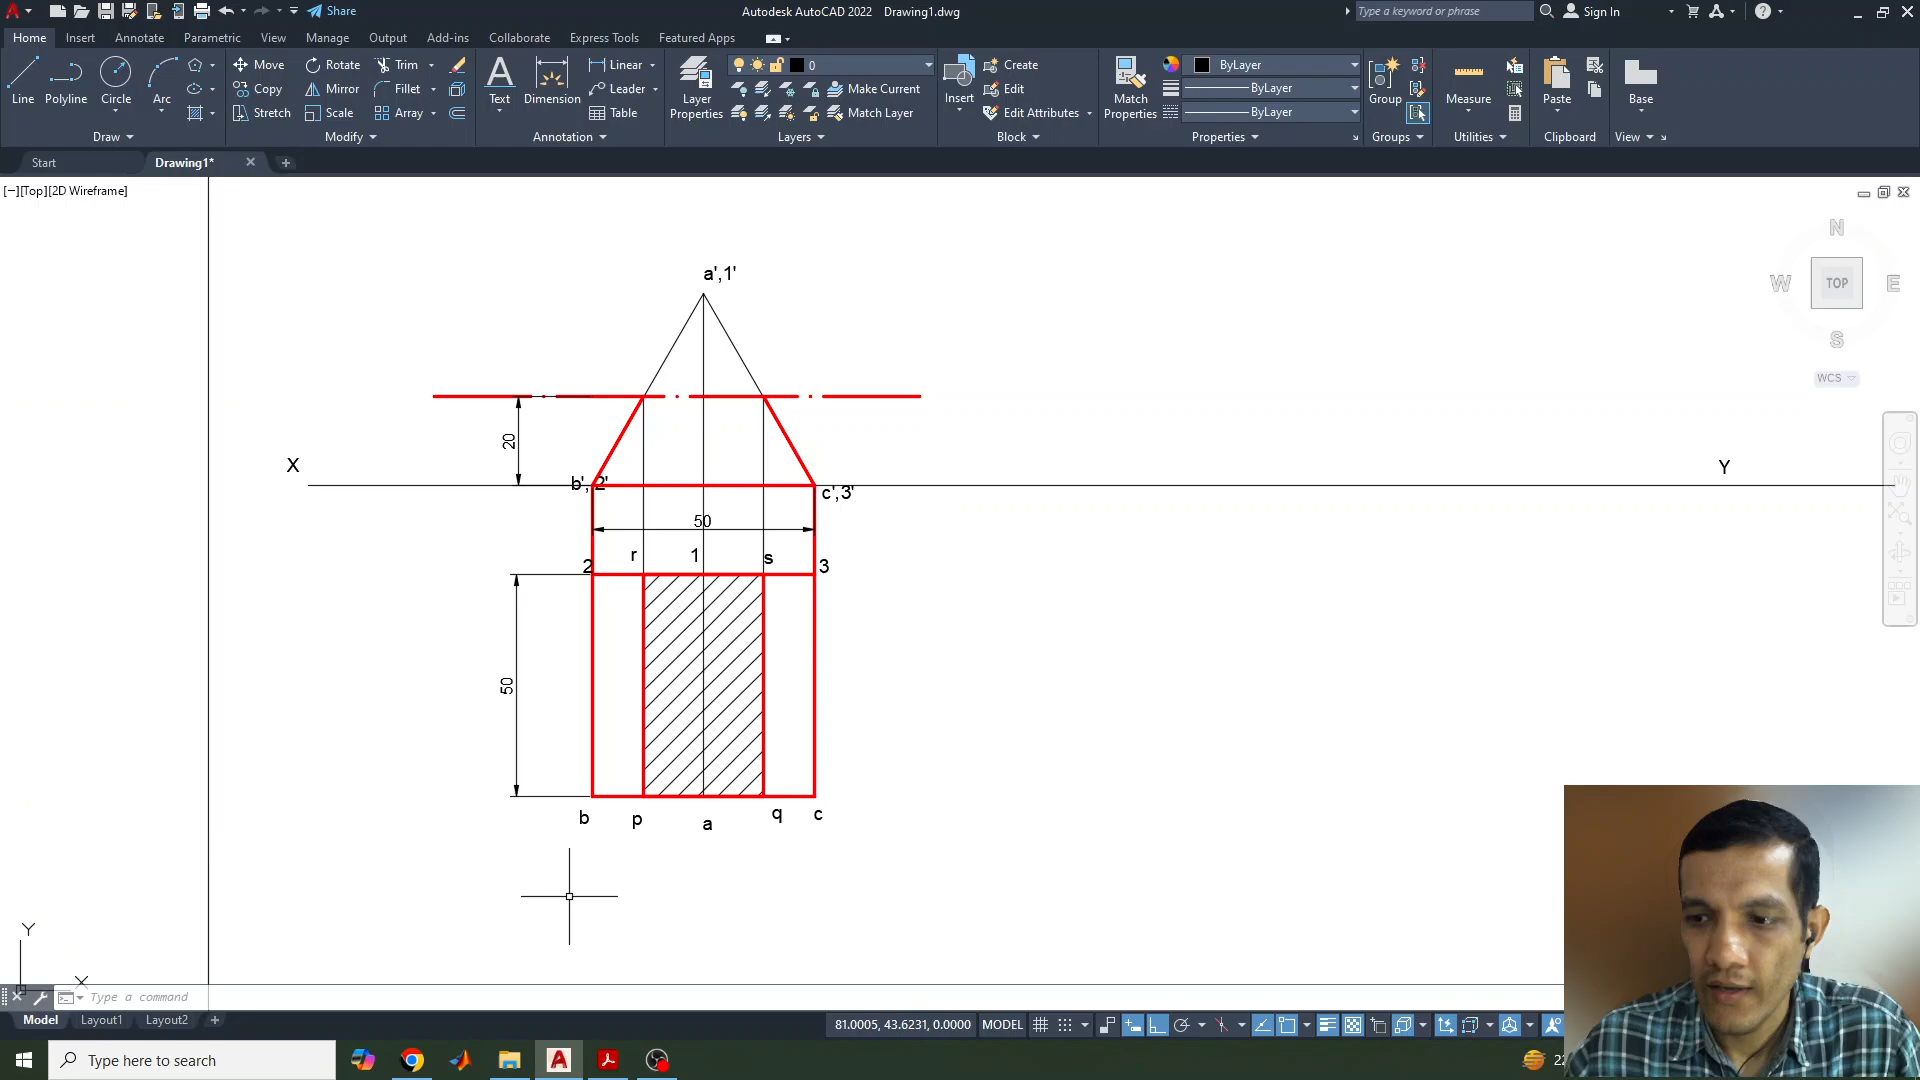 Share
Autodesk AutoCAD 2022 Drawing1.dwg
Type a keyword or phrase
Sign In
Home Insert Annotate Parametric View Manage Output Add-ins Collaborate Express Tools Featured Apps
Line Polyline Circle Arc
Move Rotate Trim
Copy Mirror Fillet
Stretch Scale Array
Text Dimension
Linear
Leader
Table
Layer Properties
0
Make Current
Match Layer
Insert
Create
Edit
Edit Attributes
Match Properties
ByLayer
ByLayer
ByLayer
Group
Measure
Paste
Base
Draw Modify Annotation Layers Block Properties Groups Utilities Clipboard View
Start Drawing1*
[−][Top][2D Wireframe]
N
W TOP E
S
WCS
a',1'
20
X
Y
b', 2'
c',3'
50
2 r 1 s 3
50
b p a q c
Y
X
Type a command
Model Layout1 Layout2
81.0005, 43.6231, 0.0000 MODEL
Type here to search